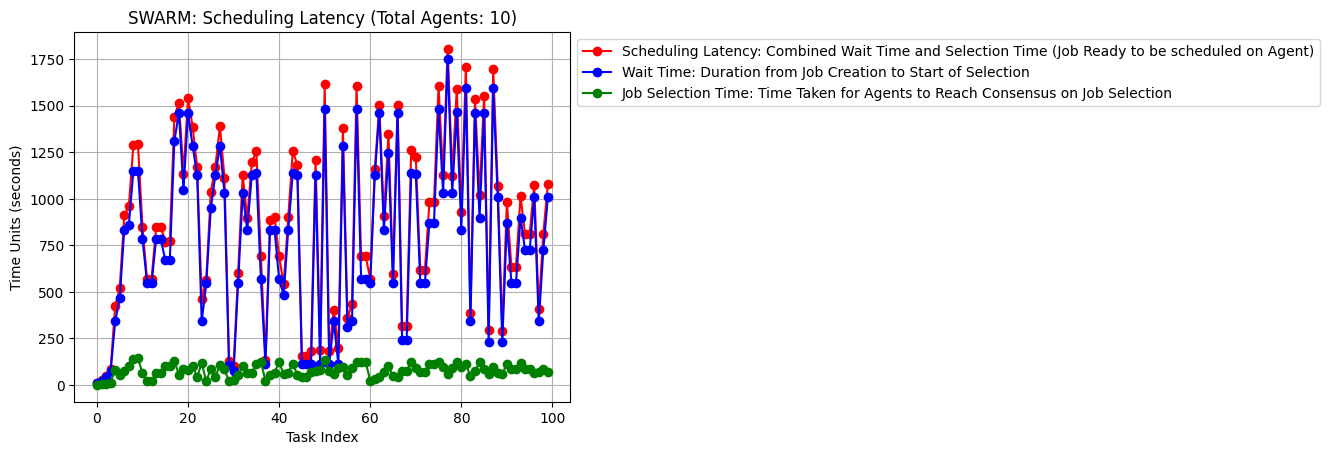 SWARM: Scheduling Latency (Total Agents: 10)
Scheduling Latency: Combined Wait Time and Selection Time (Job Ready to be scheduled on Agent)
Wait Time: Duration from Job Creation to Start of Selection
Job Selection Time: Time Taken for Agents to Reach Consensus on Job Selection
Time Units (seconds)
1750
1500
1250
1000
750
500
250
0
0 20 40 60 80 100
Task Index